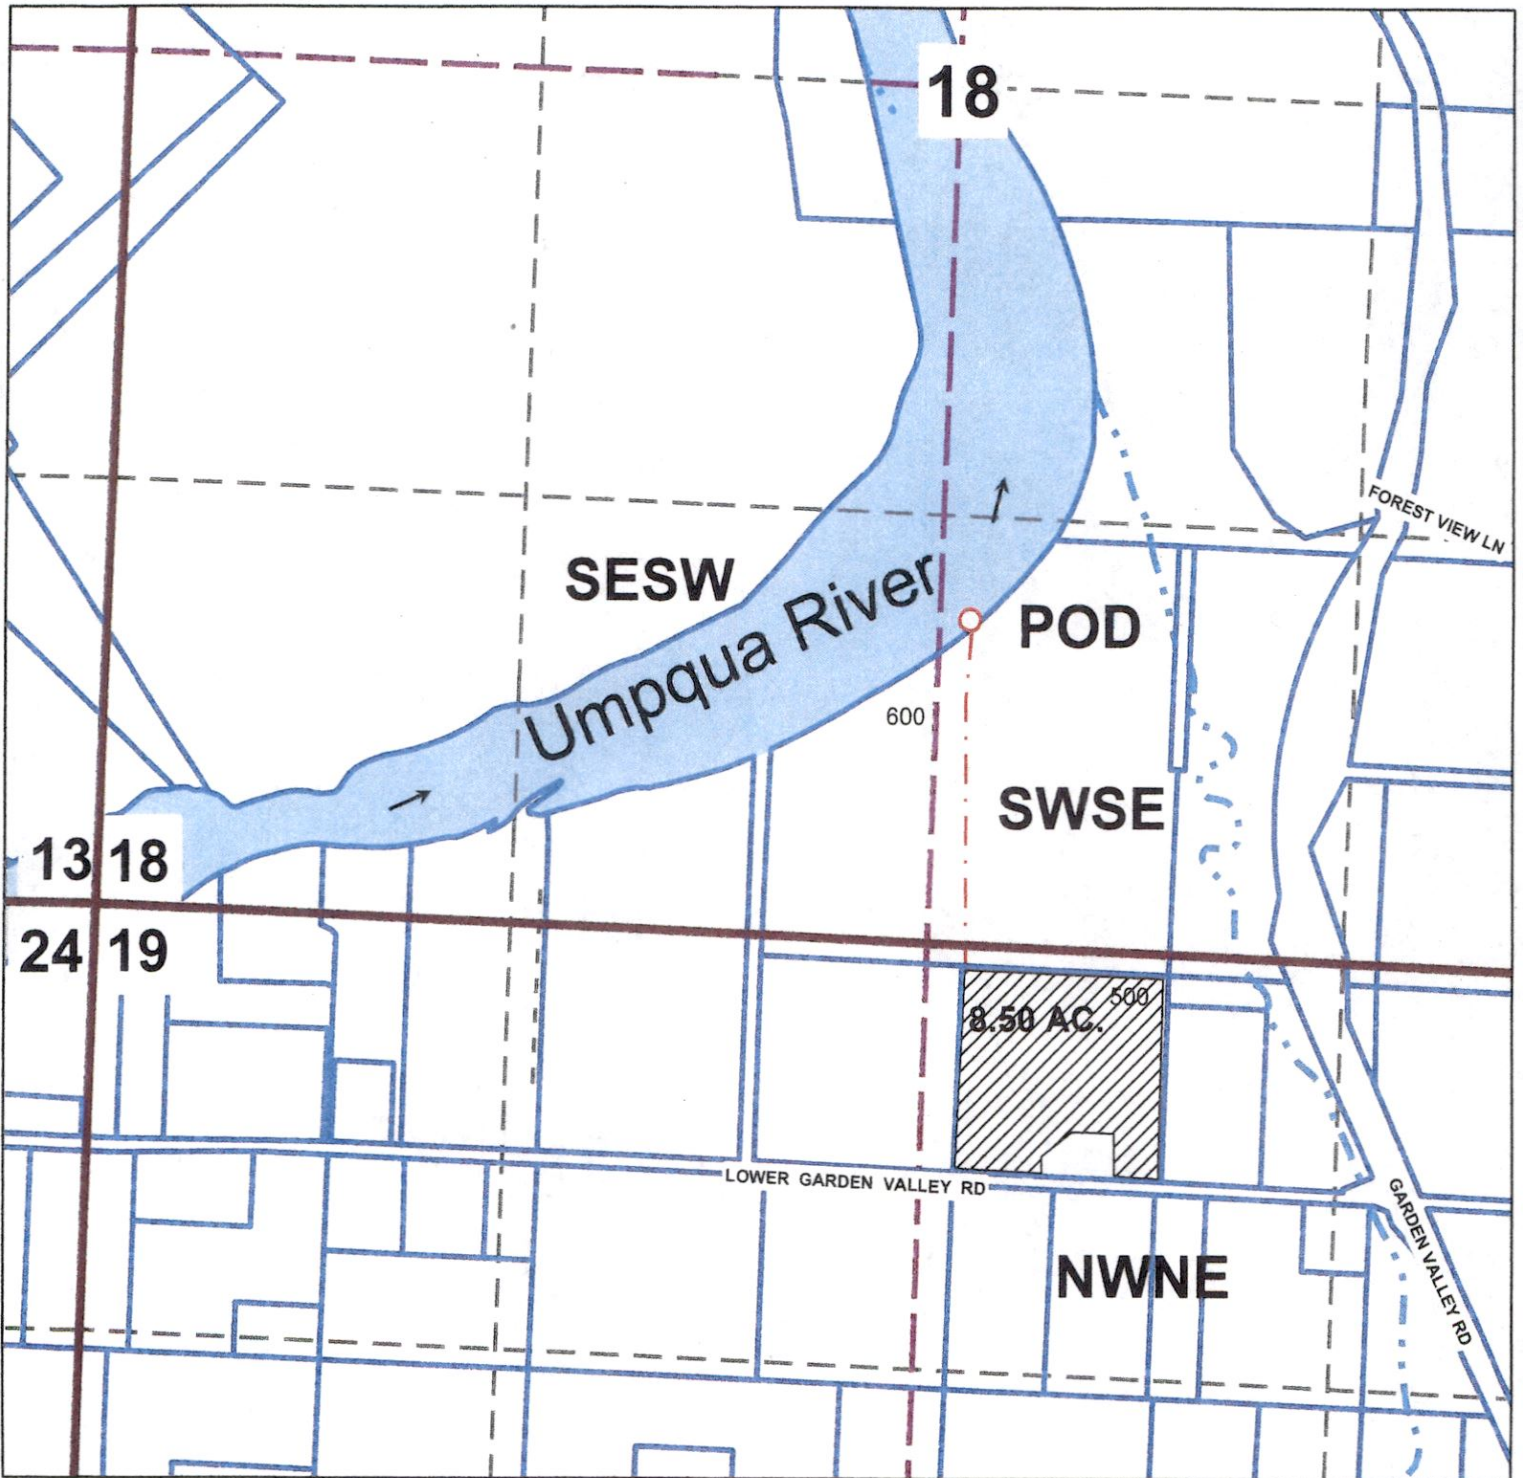 18
FOREST VIEW LN
SESW
Umpqua River
POD
600
SWSE
13 18
24 19
500
8.50 AC.
LOWER GARDEN VALLEY RD
GARDEN VALLEY RD
NWNE